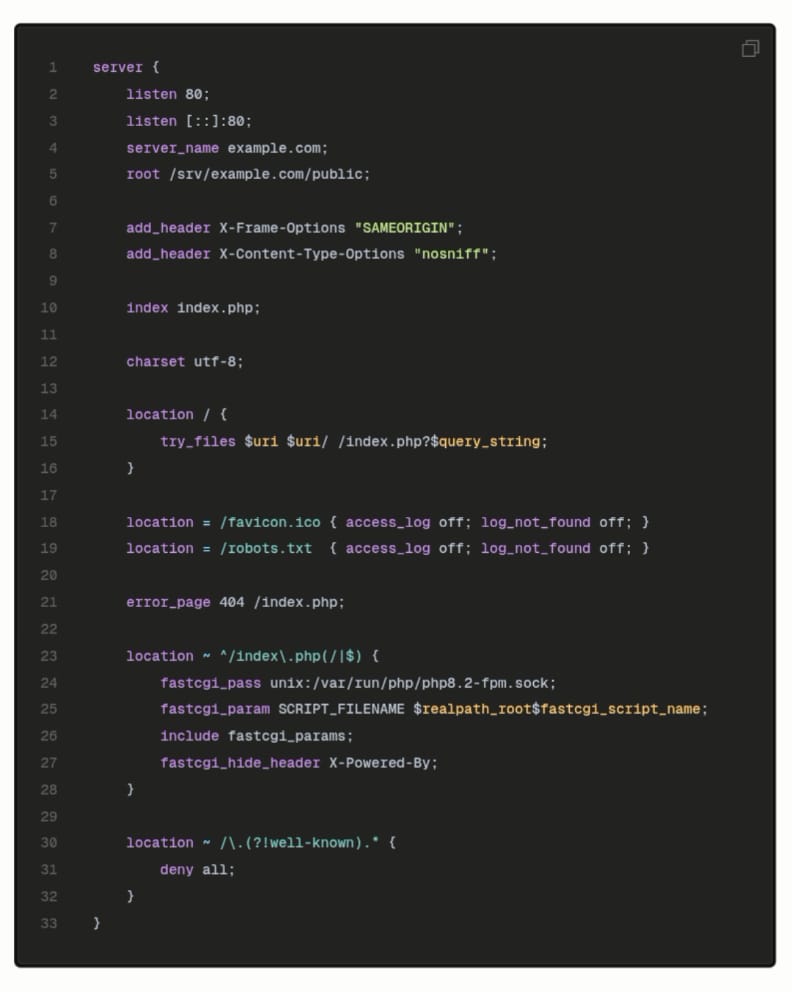 1 server {
2     listen 80;
3     listen [::]:80;
4     server_name example.com;
5     root /srv/example.com/public;
6
7     add_header X-Frame-Options "SAMEORIGIN";
8     add_header X-Content-Type-Options "nosniff";
9
10     index index.php;
11
12     charset utf-8;
13
14     location / {
15         try_files $uri $uri/ /index.php?$query_string;
16     }
17
18     location = /favicon.ico { access_log off; log_not_found off; }
19     location = /robots.txt  { access_log off; log_not_found off; }
20
21     error_page 404 /index.php;
22
23     location ~ ^/index\.php(/|$) {
24         fastcgi_pass unix:/var/run/php/php8.2-fpm.sock;
25         fastcgi_param SCRIPT_FILENAME $realpath_root$fastcgi_script_name;
26         include fastcgi_params;
27         fastcgi_hide_header X-Powered-By;
28     }
29
30     location ~ /\.(?!well-known).* {
31         deny all;
32     }
33 }